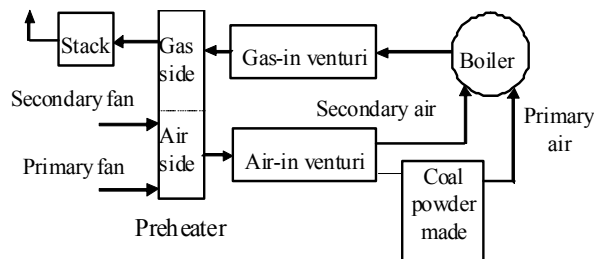 Stack
Gas
side
Gas-in venturi
Boiler
Secondary fan
Secondary air
Primary
air
Air
side
Primary fan
Air-in venturi
Coal
powder
made
Preheater